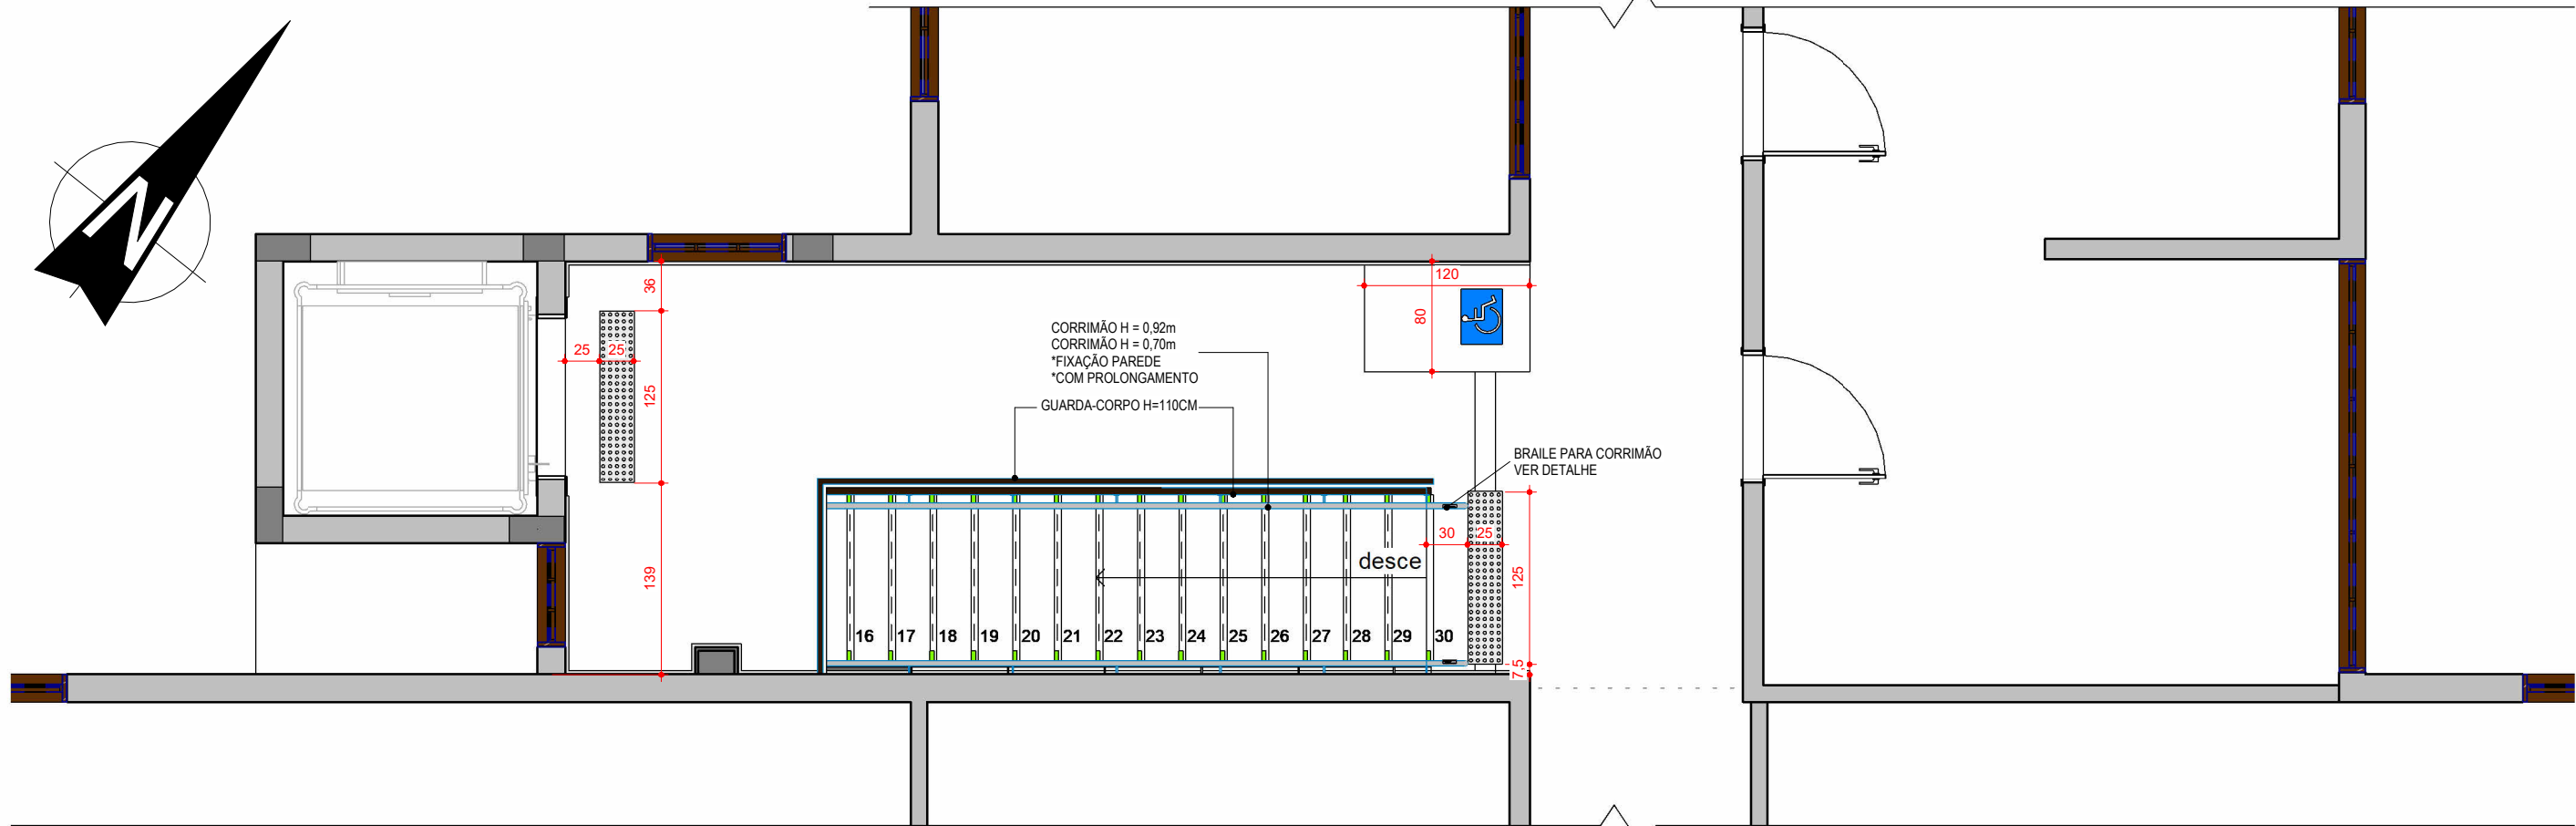 N
36
120
80
CORRIMÃO H = 0,92m
CORRIMÃO H = 0,70m
*FIXAÇÃO PAREDE
*COM PROLONGAMENTO
25 25
125
GUARDA-CORPO H=110CM
BRAILE PARA CORRIMÃO
VER DETALHE
30 25
desce
139
125
16 17 18 19 20 21 22 23 24 25 26 27 28 29 30
7,5